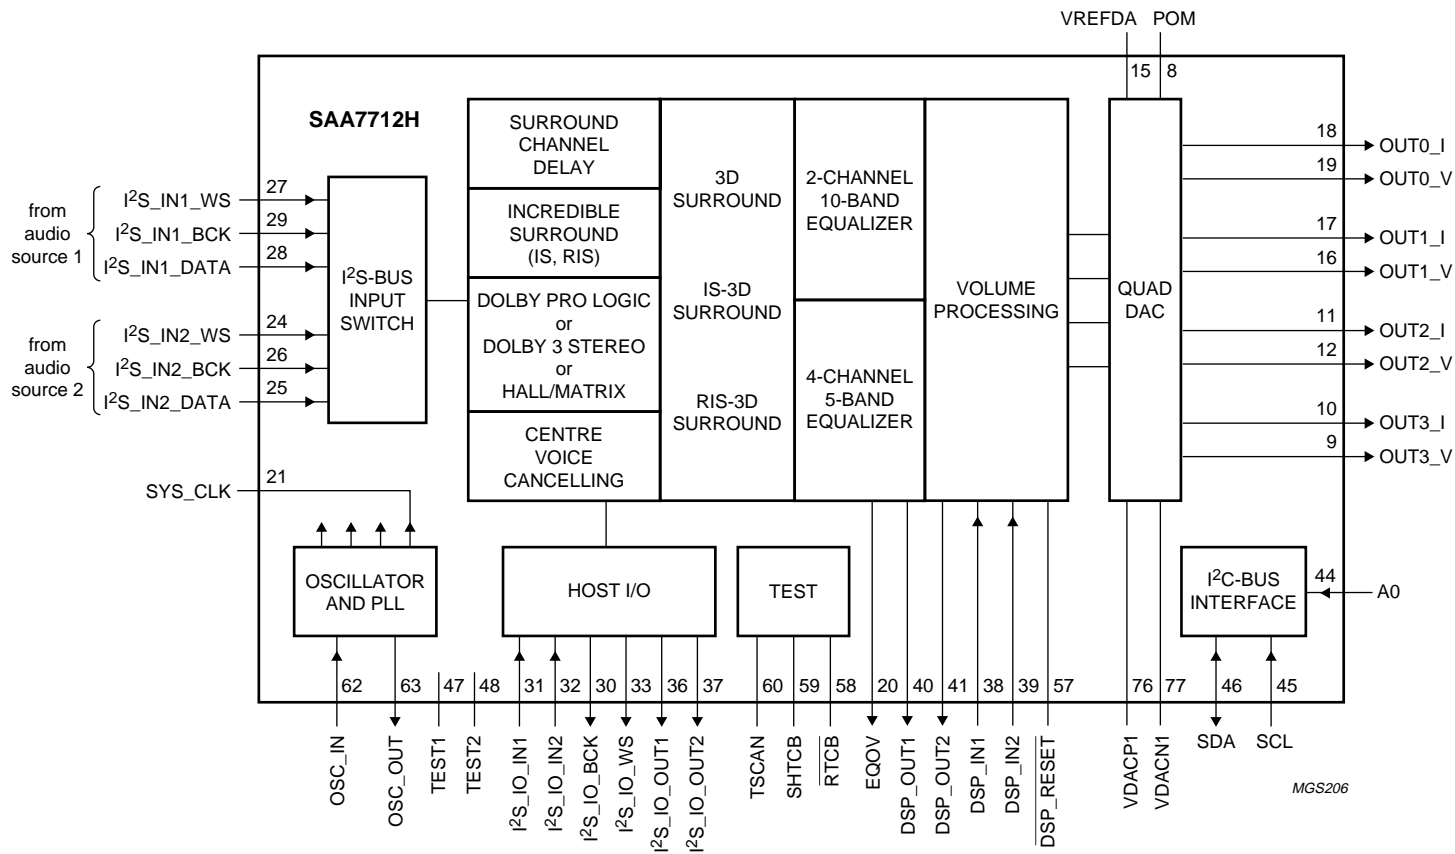 VREFDA POM
15 8
SAA7712H
from
audio
source 1
I²S_IN1_WS
27
I²S_IN1_BCK
29
I²S_IN1_DATA
28
from
audio
source 2
I²S_IN2_WS
24
I²S_IN2_BCK
26
I²S_IN2_DATA
25
I²S-BUS
INPUT
SWITCH
SURROUND
CHANNEL
DELAY
INCREDIBLE
SURROUND
(IS, RIS)
DOLBY PRO LOGIC
or
DOLBY 3 STEREO
or
HALL/MATRIX
CENTRE
VOICE
CANCELLING
3D
SURROUND
IS-3D
SURROUND
RIS-3D
SURROUND
2-CHANNEL
10-BAND
EQUALIZER
4-CHANNEL
5-BAND
EQUALIZER
VOLUME
PROCESSING
QUAD
DAC
18
OUT0_I
19
OUT0_V
17
OUT1_I
16
OUT1_V
11
OUT2_I
12
OUT2_V
10
OUT3_I
9
OUT3_V
SYS_CLK
21
OSCILLATOR
AND PLL
HOST I/O
TEST
I²C-BUS
INTERFACE
44
A0
62 63 47 48 31 32 30 33 36 37 60 59 58 20 40 41 38 39 57 76 77 46 45
OSC_IN
OSC_OUT
TEST1
TEST2
I²S_IO_IN1
I²S_IO_IN2
I²S_IO_BCK
I²S_IO_WS
I²S_IO_OUT1
I²S_IO_OUT2
TSCAN
SHTCB
RTCB
EQOV
DSP_OUT1
DSP_OUT2
DSP_IN1
DSP_IN2
DSP_RESET
VDACP1
VDACN1
SDA
SCL
MGS206